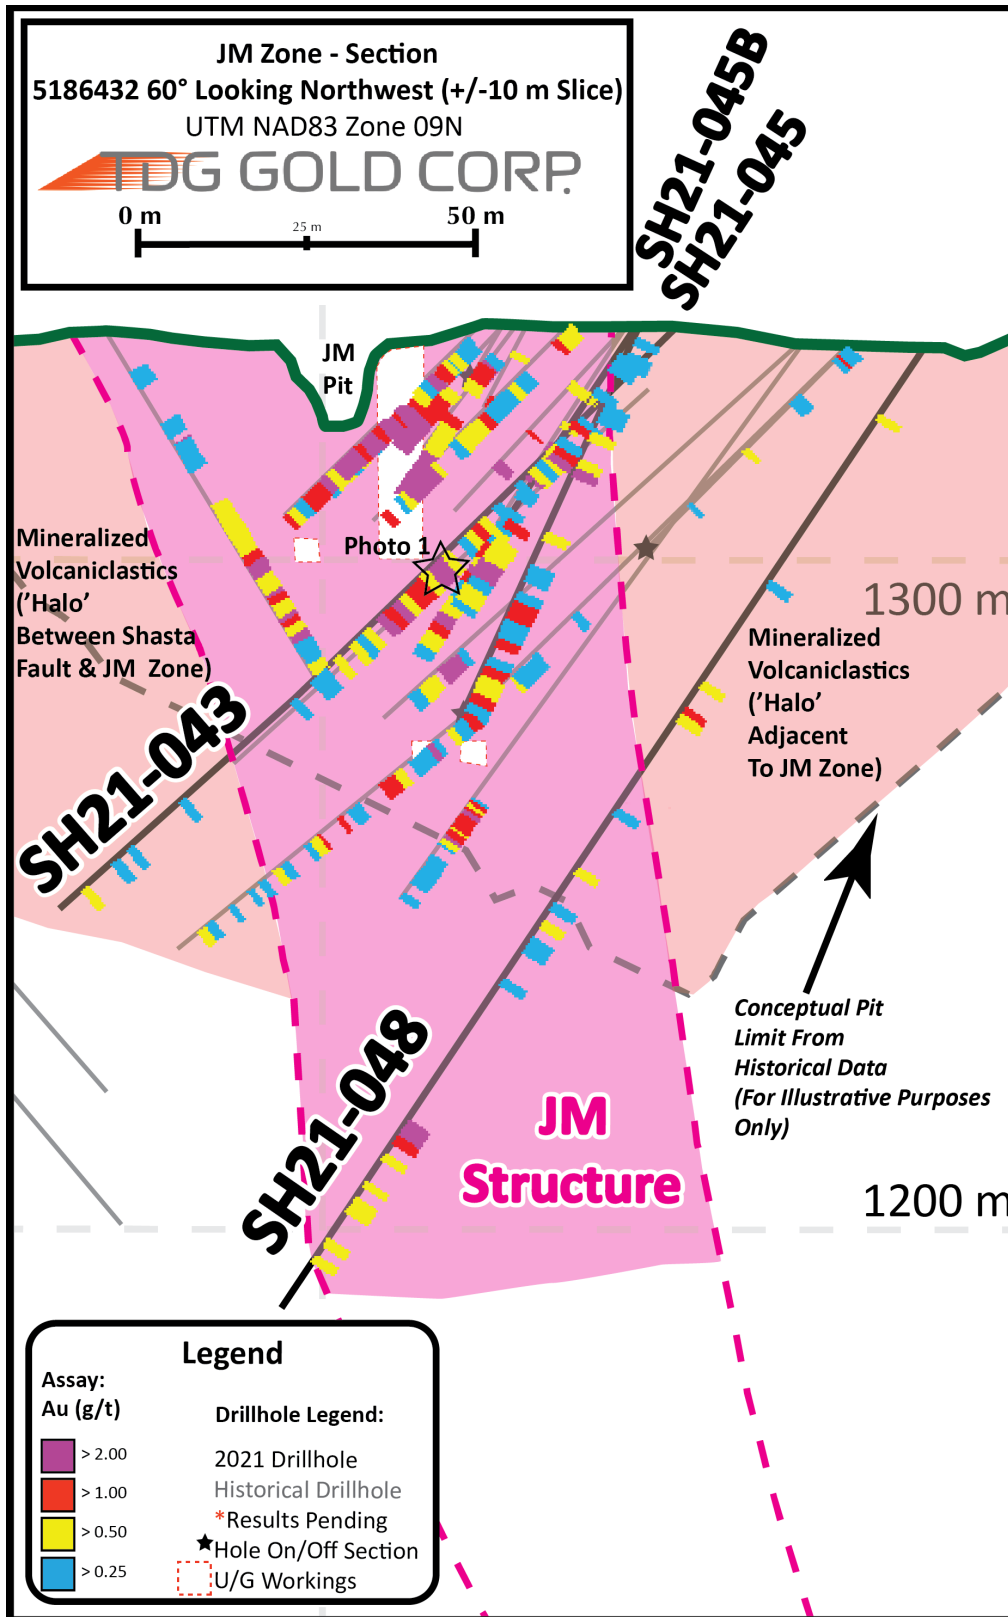 JM Zone - Section
5186432 60° Looking Northwest (+/-10 m Slice)
UTM NAD83 Zone 09N
TDG GOLD CORP.
0 m
25 m
50 m
SH21-045B
SH21-045
JM
Pit
Photo 1
Mineralized
Volcaniclastics
('Halo'
Between Shasta
Fault & JM Zone)
1300 m
Mineralized
Volcaniclastics
('Halo'
Adjacent
To JM Zone)
SH21-043
Conceptual Pit
Limit From
Historical Data
(For Illustrative Purposes
Only)
SH21-048
JM
Structure
1200 m
Legend
Assay:
Au (g/t)
> 2.00
> 1.00
> 0.50
> 0.25
Drillhole Legend:
2021 Drillhole
Historical Drillhole
*Results Pending
Hole On/Off Section
U/G Workings